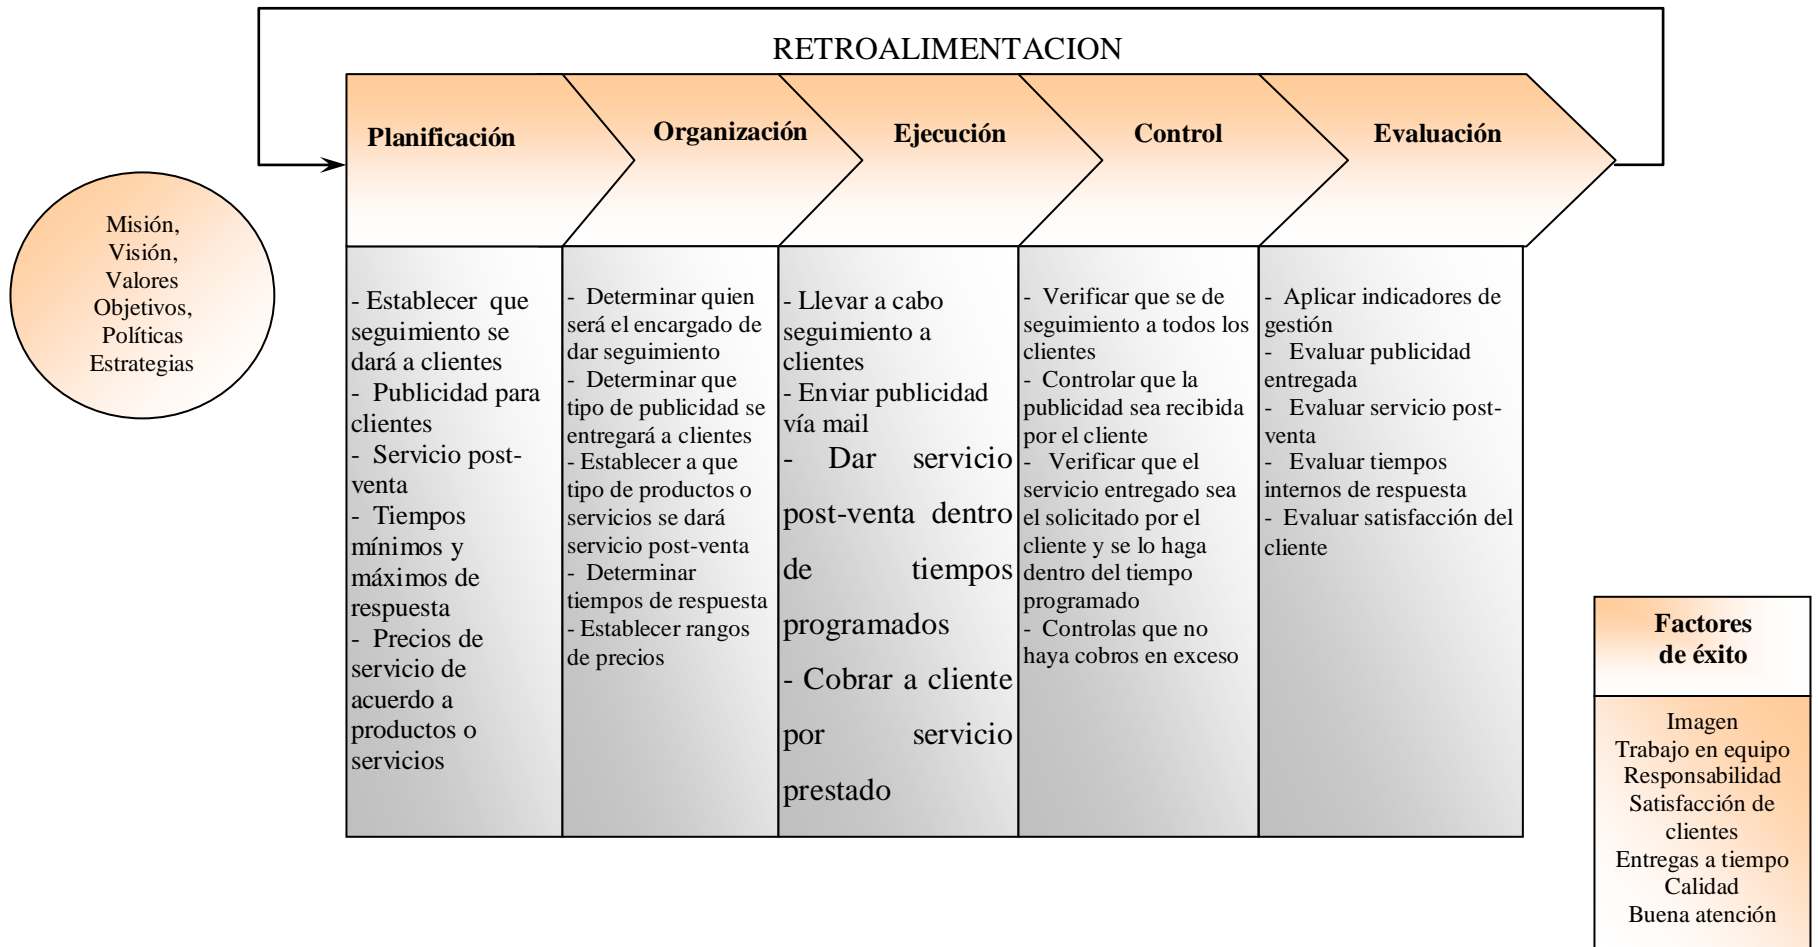 RETROALIMENTACION
Planificación
Organización
Ejecución
Control
Evaluación
Misión,
Visión,
Valores
Objetivos,
Políticas
Estrategias
- Establecer que
seguimiento se
dará a clientes
- Publicidad para
clientes
- Servicio post-
venta
- Tiempos
mínimos y
máximos de
respuesta
- Precios de
servicio de
acuerdo a
productos o
servicios
- Determinar quien
será el encargado de
dar seguimiento
- Determinar que
tipo de publicidad se
entregará a clientes
- Establecer a que
tipo de productos o
servicios se dará
servicio post-venta
- Determinar
tiempos de respuesta
- Establecer rangos
de precios
- Llevar a cabo
seguimiento a
clientes
- Enviar publicidad
vía mail
- Dar servicio
post-venta dentro
de tiempos
programados
- Cobrar a cliente
por servicio
prestado
- Verificar que se de
seguimiento a todos los
clientes
- Controlar que la
publicidad sea recibida
por el cliente
- Verificar que el
servicio entregado sea
el solicitado por el
cliente y se lo haga
dentro del tiempo
programado
- Controlas que no
haya cobros en exceso
- Aplicar indicadores de
gestión
- Evaluar publicidad
entregada
- Evaluar servicio post-
venta
- Evaluar tiempos
internos de respuesta
- Evaluar satisfacción del
cliente
Factores
de éxito
Imagen
Trabajo en equipo
Responsabilidad
Satisfacción de
clientes
Entregas a tiempo
Calidad
Buena atención